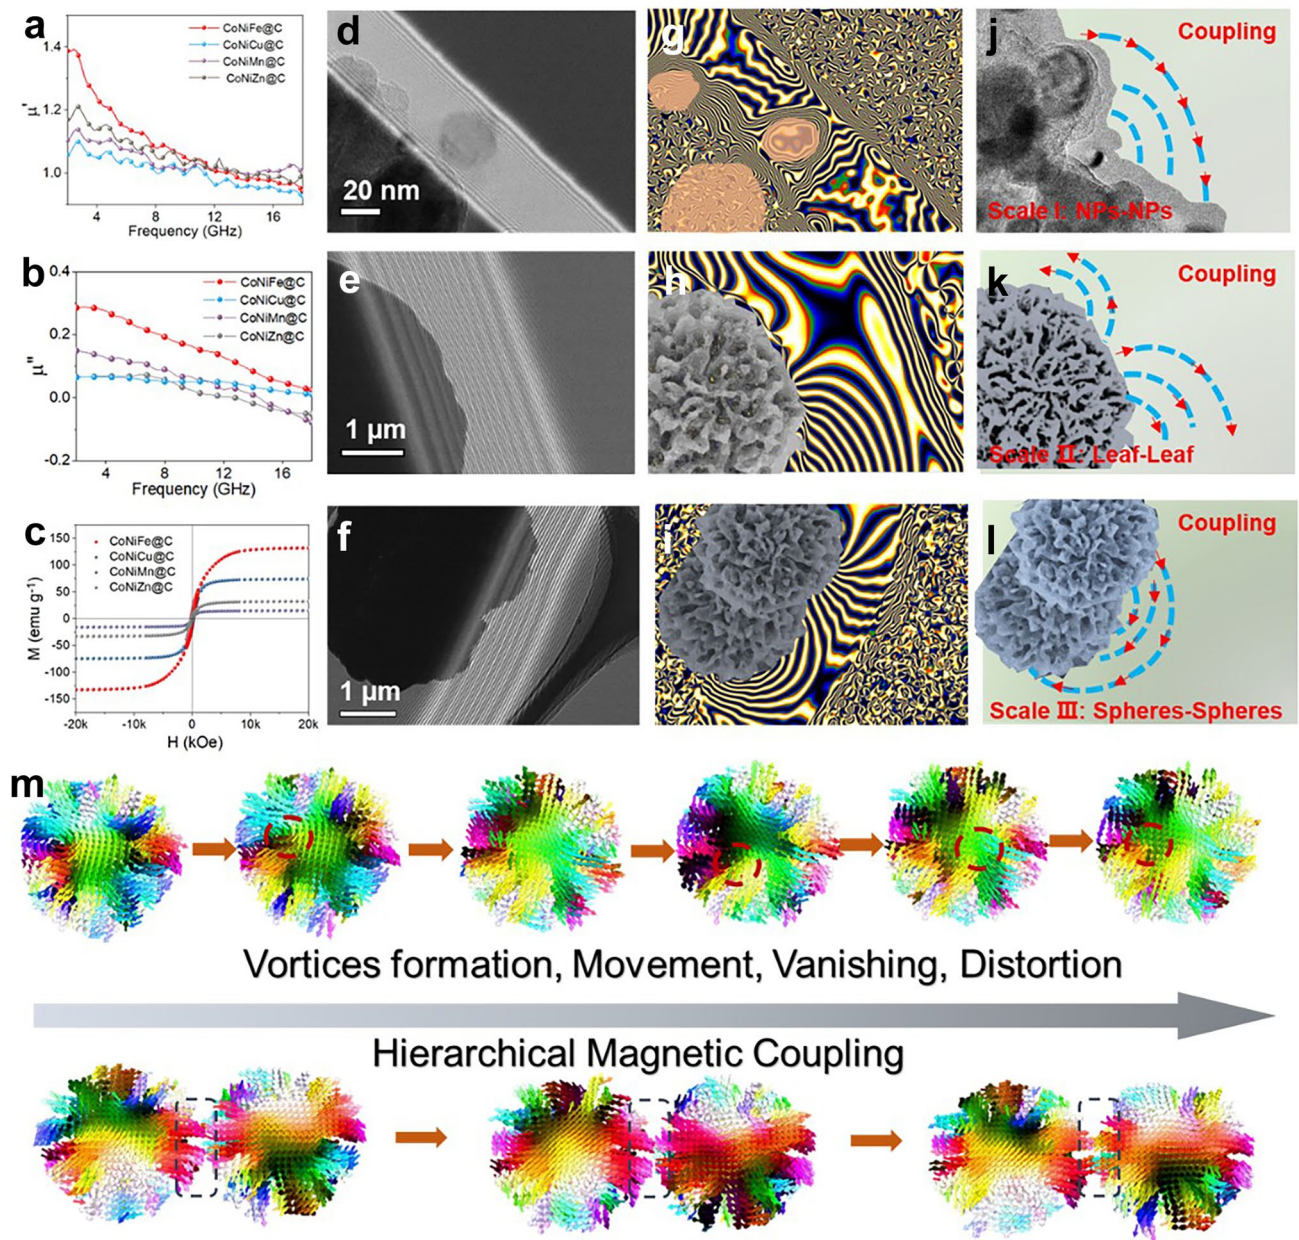 a
CoNiFe@C
CoNiCu@C
CoNiMn@C
CoNiZn@C
1.4
1.2
1.0
μ'
4 8 12 16
Frequency (GHz)
d
20 nm
g
j
Coupling
Scale I: NPs-NPs
b
CoNiFe@C
CoNiCu@C
CoNiMn@C
CoNiZn@C
0.4
0.2
0.0
-0.2
μ"
4 8 12 16
Frequency (GHz)
e
1 μm
h
k
Coupling
Scale Ⅱ: Leaf-Leaf
c
CoNiFe@C
CoNiCu@C
CoNiMn@C
CoNiZn@C
150
100
50
0
-50
-100
-150
M (emu g⁻¹)
-20k -10k 0 10k 20k
H (kOe)
f
1 μm
i
l
Coupling
Scale Ⅲ: Spheres-Spheres
m
Vortices formation, Movement, Vanishing, Distortion
Hierarchical Magnetic Coupling